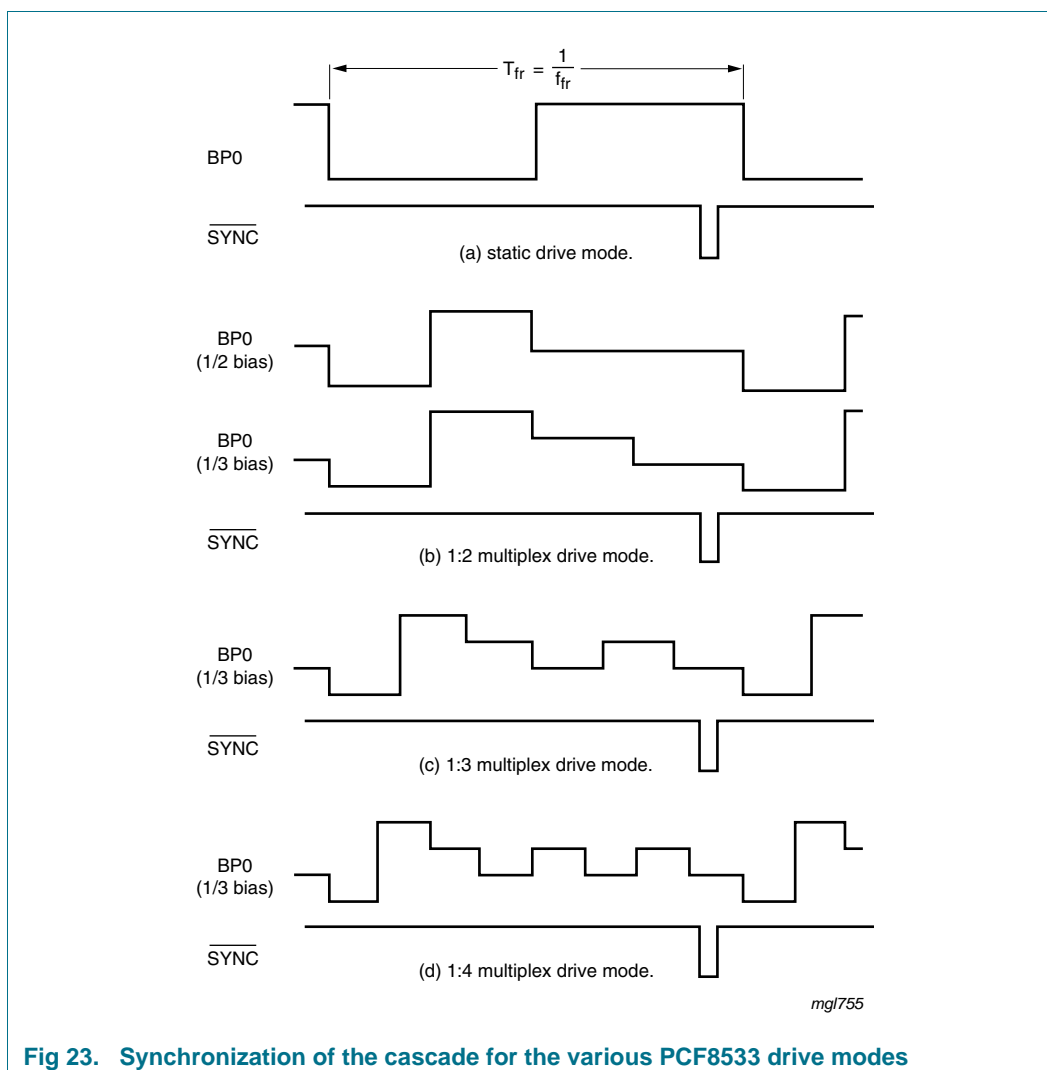 Tfr = 1/ffr
BP0
SYNC
(a) static drive mode.
BP0
(1/2 bias)
BP0
(1/3 bias)
SYNC
(b) 1:2 multiplex drive mode.
BP0
(1/3 bias)
SYNC
(c) 1:3 multiplex drive mode.
BP0
(1/3 bias)
SYNC
(d) 1:4 multiplex drive mode.
mgl755
Fig 23. Synchronization of the cascade for the various PCF8533 drive modes